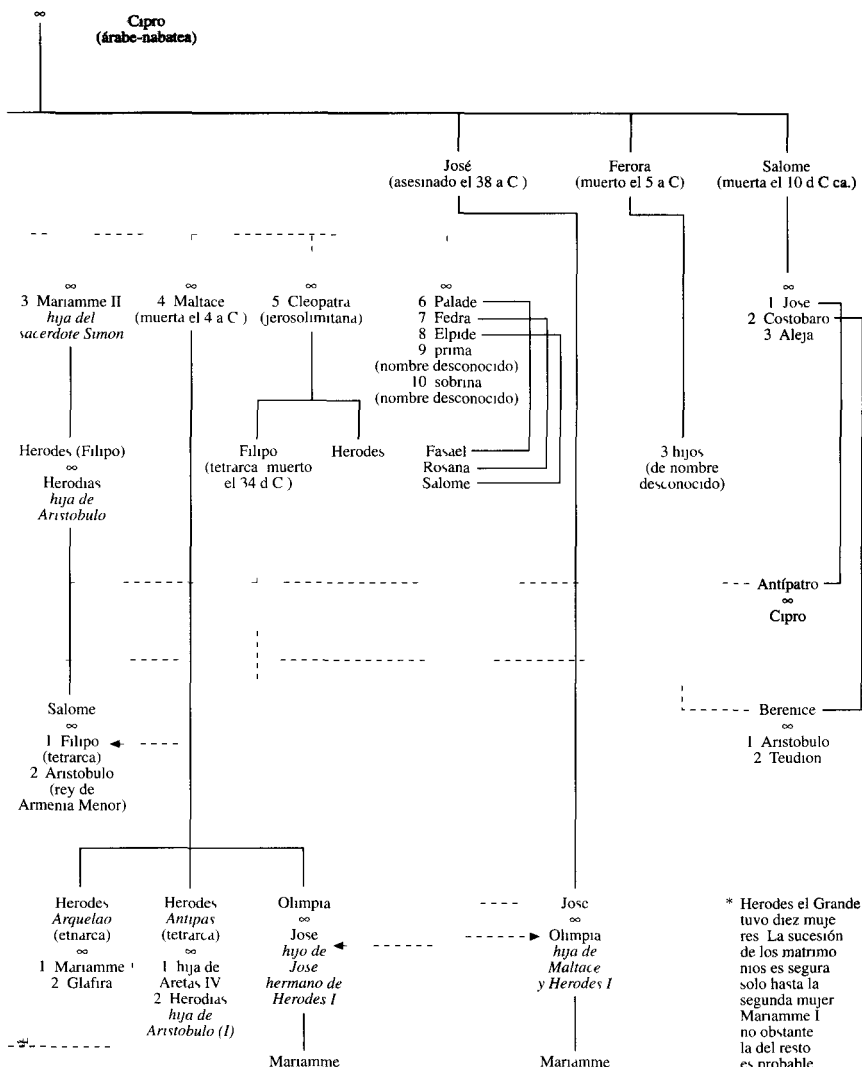 ∞
Cipro
(árabe-nabatea)
José
(asesinado el 38 a C )
Ferora
(muerto el 5 a C)
Salome
(muerta el 10 d C ca.)
∞
3 Mariamme II
hija del
sacerdote Simon
∞
4 Maltace
(muerta el 4 a C)
∞
5 Cleopatra
(jerosolimitana)
∞
6 Palade
7 Fedra
8 Elpide
9 prima
(nombre desconocido)
10 sobrina
(nombre desconocido)
∞
1 Jose
2 Costobaro
3 Aleja
Herodes (Filipo)
∞
Herodias
hija de
Aristobulo
Filipo
(tetrarca muerto
el 34 d C )
Herodes
Fasael
Rosana
Salome
3 hijos
(de nombre
desconocido)
Antípatro
∞
Cipro
Salome
∞
1 Filipo
(tetrarca)
2 Aristobulo
(rey de
Armenia Menor)
Berenice
∞
1 Aristobulo
2 Teudion
Herodes
Arquelao
(etnarca)
∞
1 Mariamme
2 Glafira
Herodes
Antipas
(tetrarca)
∞
1 hija de
Aretas IV
2 Herodias
hija de
Aristobulo (I)
Olimpia
∞
Jose
hijo de
Jose
hermano de
Herodes I
Mariamme
Jose
∞
Olimpia
hija de
Maltace
y Herodes I
Mariamme
* Herodes el Grande
tuvo diez muje
res La sucesión
de los matrimo
nios es segura
solo hasta la
segunda mujer
Mariamme I
no obstante
la del resto
es probable